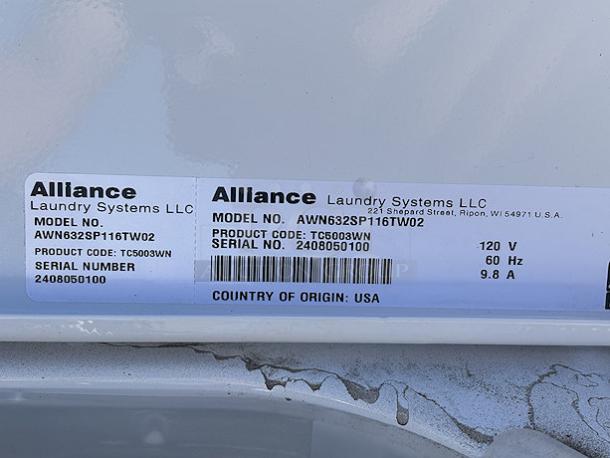 Alliance
Laundry Systems LLC
MODEL NO.
AWN632SP116TW02
PRODUCT CODE: TC5003WN
SERIAL NUMBER
2408050100
Alliance Laundry Systems LLC
221 Shepard Street, Ripon, WI 54971 U.S.A.
MODEL NO. AWN632SP116TW02
PRODUCT CODE: TC5003WN
SERIAL NO. 2408050100
120 V
60 Hz
9.8 A
COUNTRY OF ORIGIN: USA